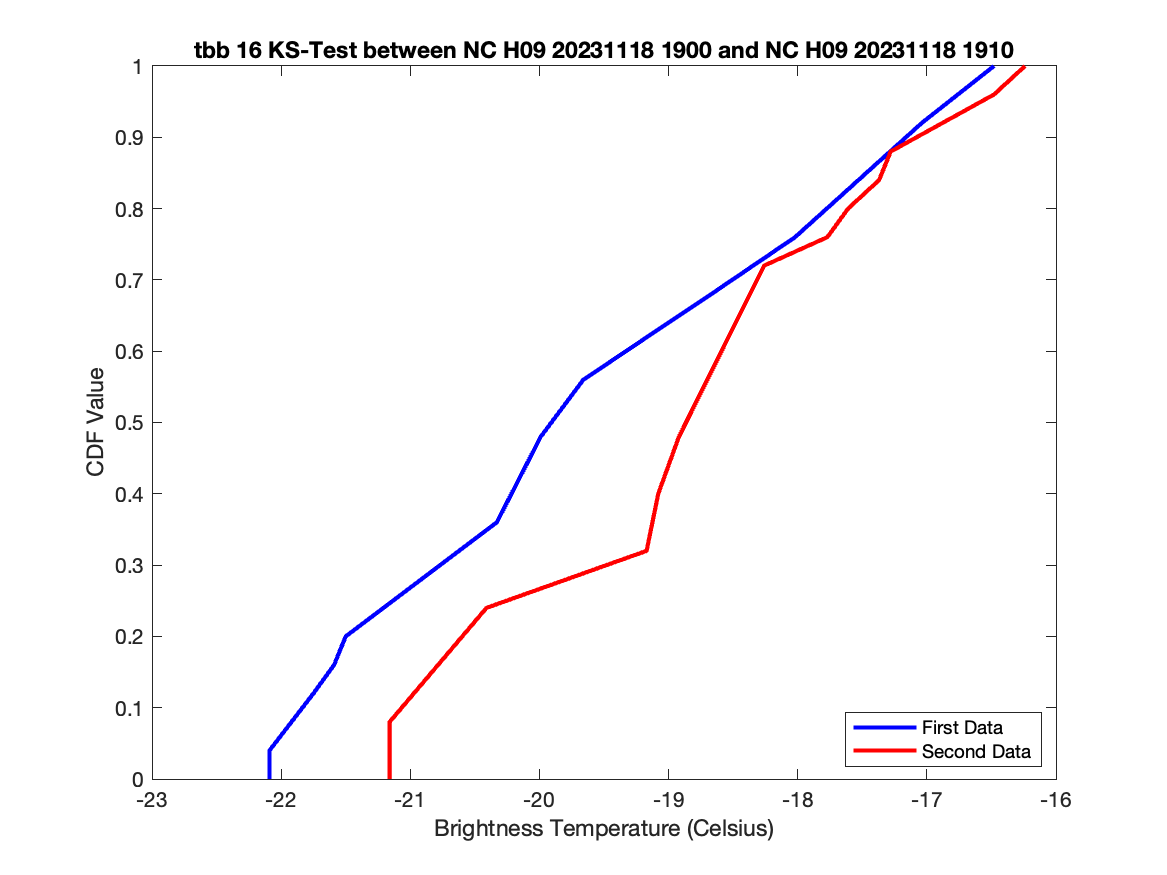 tbb 16 KS-Test between NC H09 20231118 1900 and NC H09 20231118 1910
1
0.9
0.8
0.7
0.6
0.5
0.4
0.3
0.2
0.1
0
CDF Value
-23 -22 -21 -20 -19 -18 -17 -16
Brightness Temperature (Celsius)
First Data
Second Data